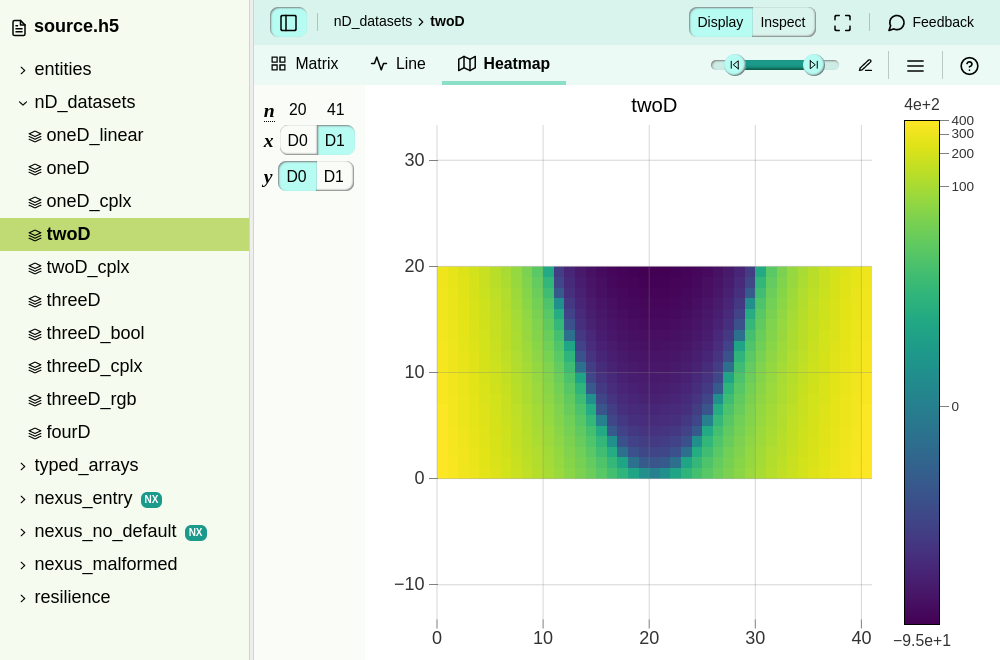 source.h5
entities
nD_datasets
oneD_linear
oneD
oneD_cplx
twoD
twoD_cplx
threeD
threeD_bool
threeD_cplx
threeD_rgb
fourD
typed_arrays
nexus_entry NX
nexus_no_default NX
nexus_malformed
resilience
nD_datasets › twoD
Display Inspect
Feedback
Matrix Line Heatmap
n 20 41
x D0 D1
y D0 D1
twoD
30
20
10
0
−10
0 10 20 30 40
4e+2
400
300
200
100
0
−9.5e+1